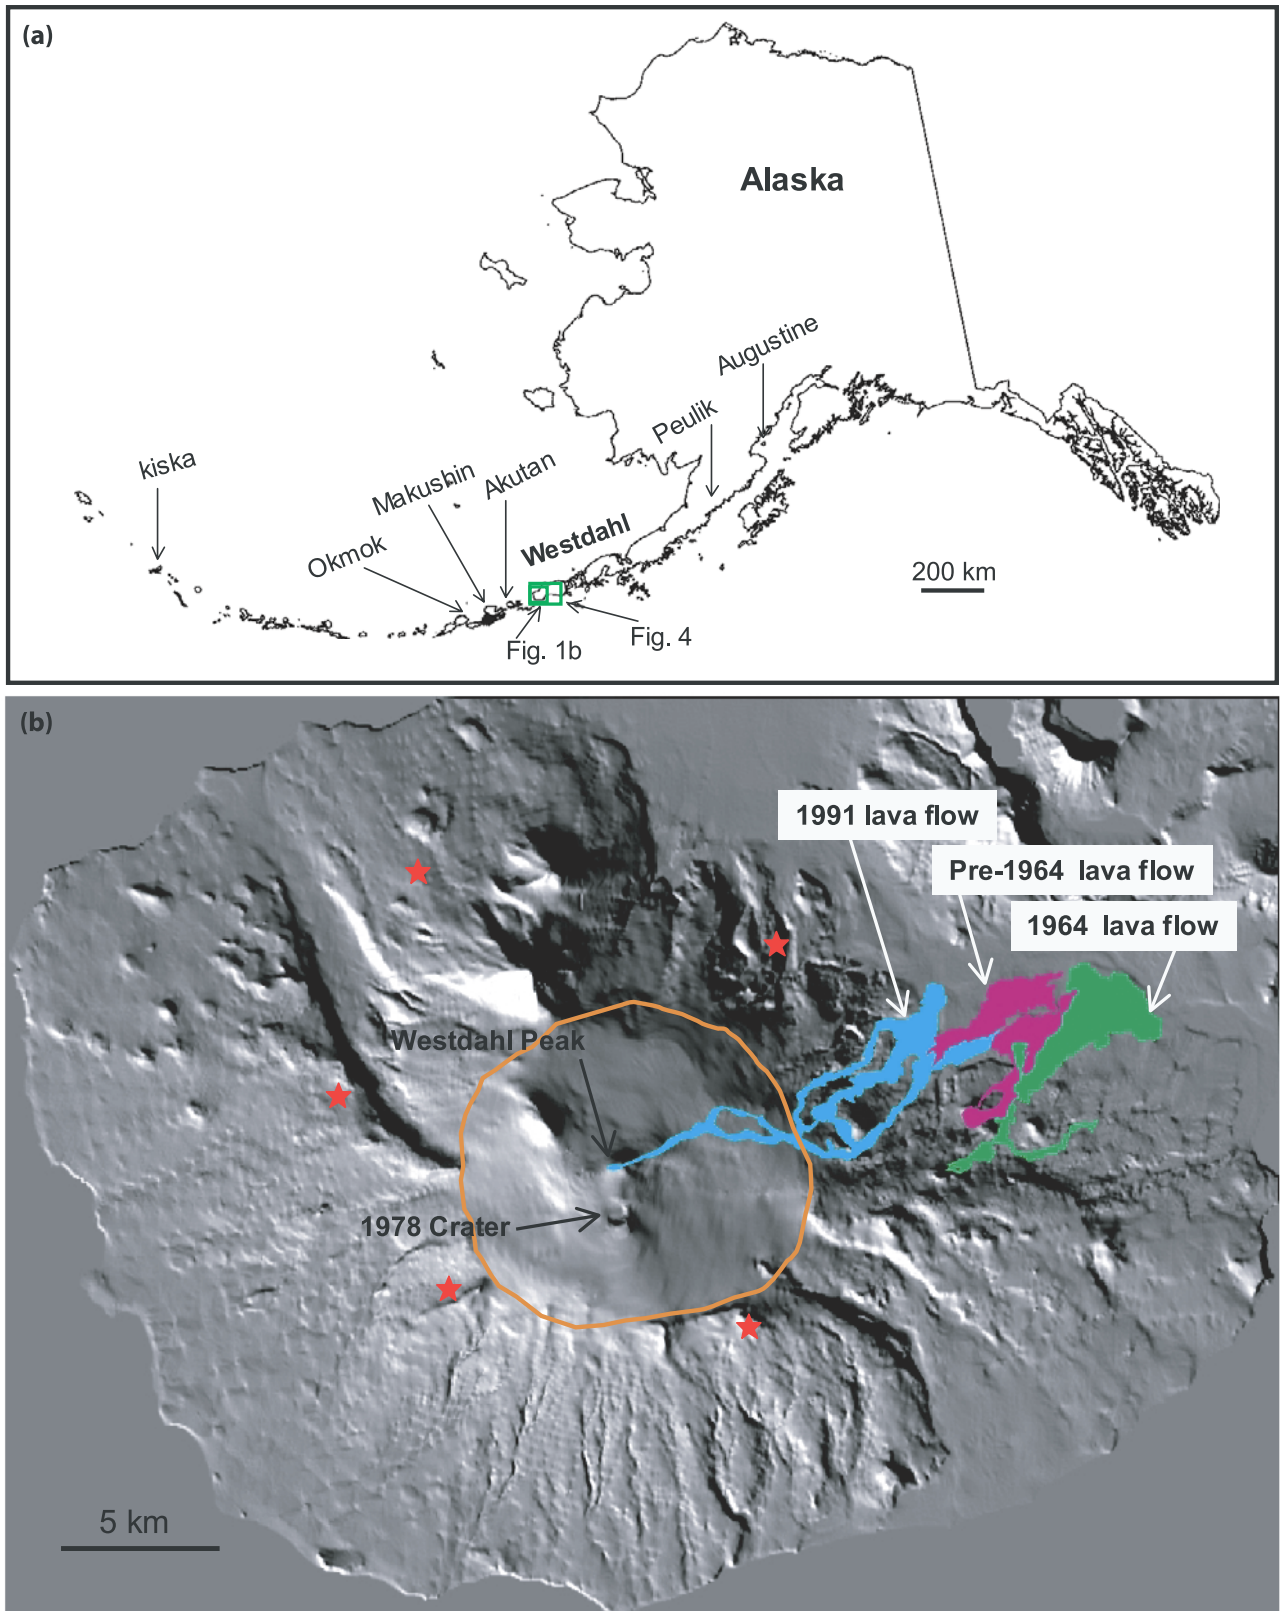 (a)
Alaska
Augustine
Peulik
kiska
Makushin
Akutan
Westdahl
Okmok
200 km
Fig. 4
Fig. 1b
(b)
1991 lava flow
Pre-1964 lava flow
1964 lava flow
Westdahl Peak
1978 Crater
5 km